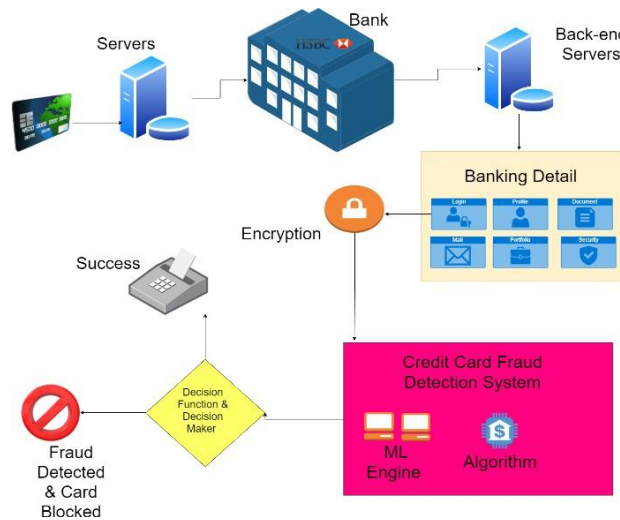 Servers
Bank
Back-end
Servers
HSBC
Banking Detail
Login
Profile
Document
Mail
Portfolio
Security
Encryption
Success
Credit Card Fraud
Detection System
Decision
Function &
Decision
Maker
ML
Engine
Algorithm
Fraud
Detected
& Card
Blocked